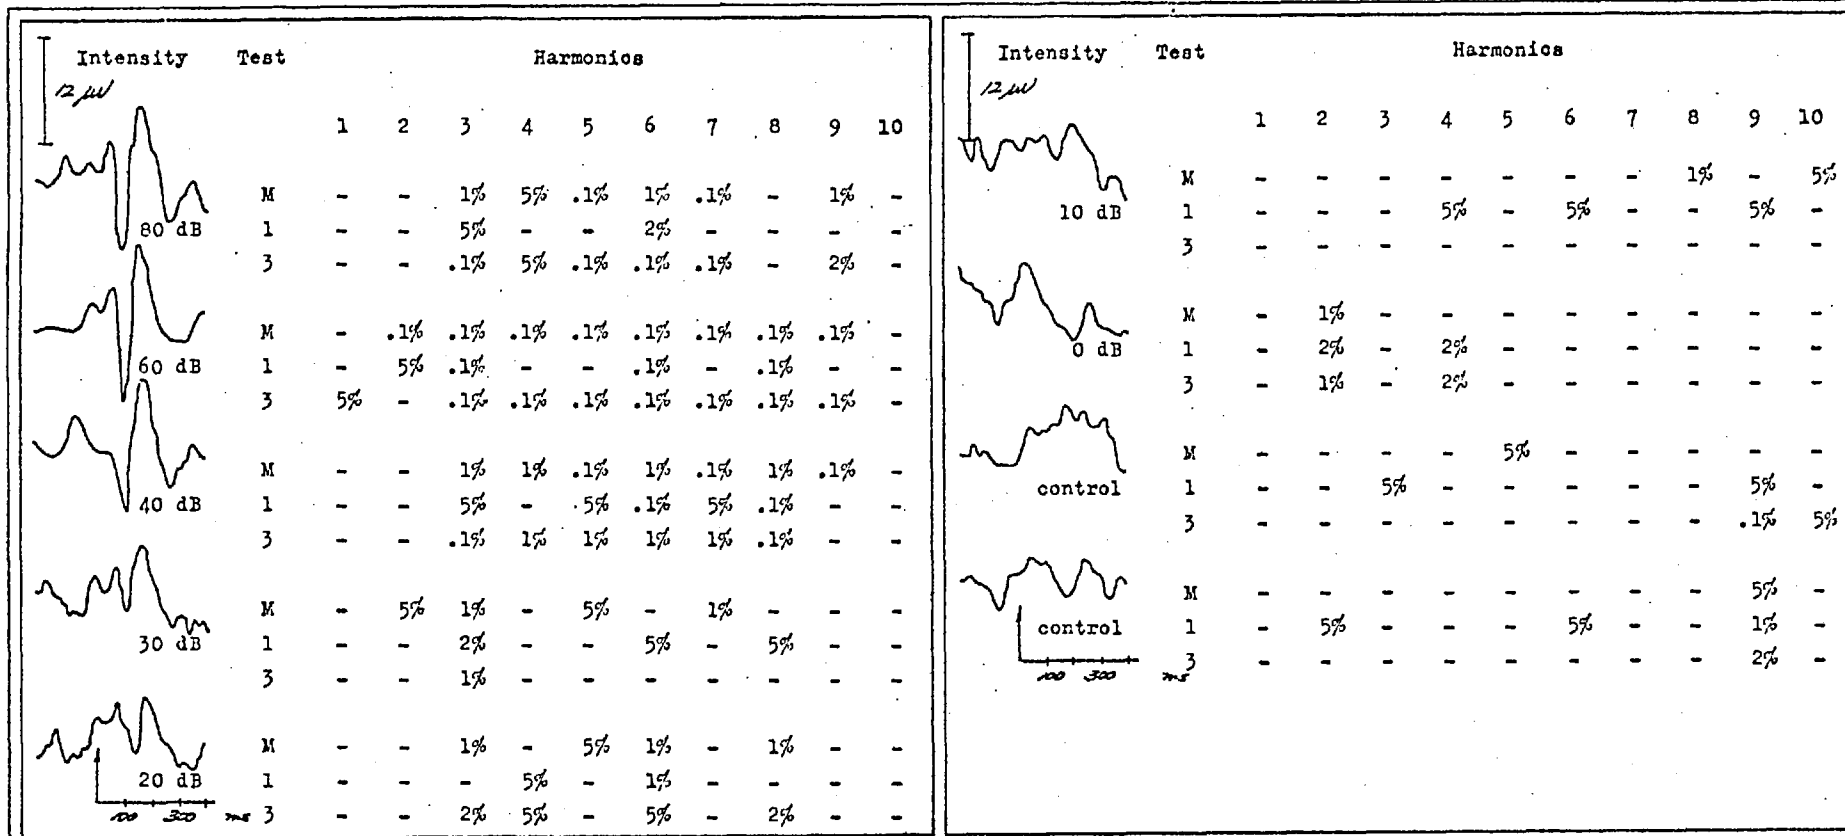 Intensity Test Harmonics
12 μV
1 2 3 4 5 6 7 8 9 10
M - - 1% 5% .1% 1% .1% - 1% -
80 dB 1 - - 5% - - 2% - - - -
3 - - .1% 5% .1% .1% .1% - 2% -
M - .1% .1% .1% .1% .1% .1% .1% .1% -
60 dB 1 - 5% .1% - - .1% - .1% - -
3 5% - .1% .1% .1% .1% .1% .1% .1% -
M - - 1% 1% .1% 1% .1% 1% .1% -
40 dB 1 - - 5% - 5% .1% 5% .1% - -
3 - - .1% 1% 1% 1% 1% .1% - -
M - 5% 1% - 5% - 1% - - -
30 dB 1 - - 2% - - 5% - 5% - -
3 - - 1% - - - - - - -
M - - 1% - 5% 1% - 1% - -
20 dB 1 - - - 5% - 1% - - - -
100 300 ms 3 - - 2% 5% - 5% - 2% - -
Intensity Test Harmonics
12 μV
1 2 3 4 5 6 7 8 9 10
M - - - - - - - 1% - 5%
10 dB 1 - - - 5% - 5% - - 5% -
3 - - - - - - - - - -
M - 1% - - - - - - - -
0 dB 1 - 2% - 2% - - - - - -
3 - 1% - 2% - - - - - -
M - - - - 5% - - - - -
control 1 - - 5% - - - - - 5% -
3 - - - - - - - - .1% 5%
M - - - - - - - - 5% -
control 1 - 5% - - - 5% - - 1% -
3 - - - - - - - - 2% -
100 300 ms